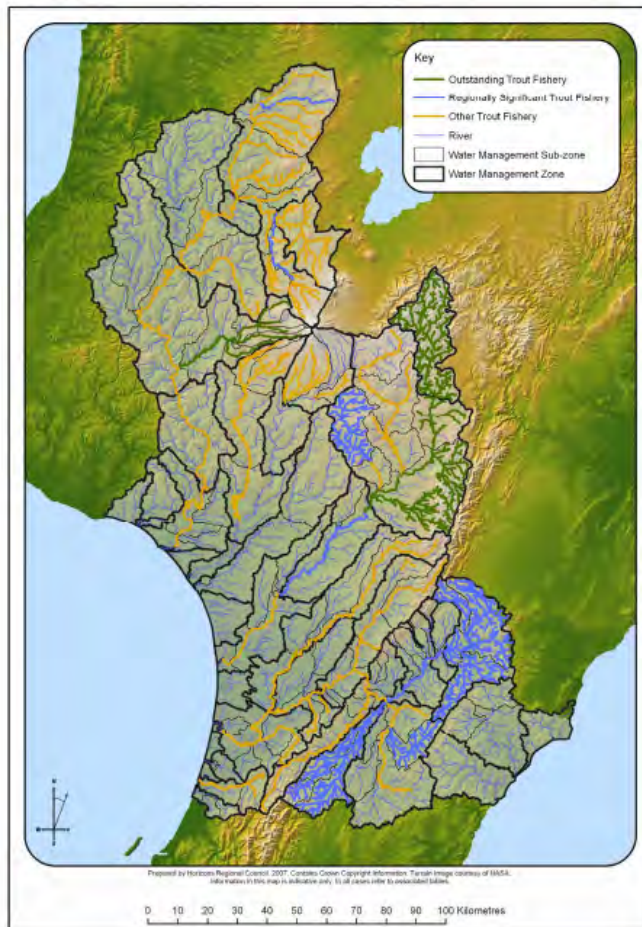 Key
Outstanding Trout Fishery
Regionally Significant Trout Fishery
Other Trout Fishery
River
Water Management Sub-zone
Water Management Zone
Prepared by Horizons Regional Council, 2007. Contains Crown Copyright Information. Terrain Image courtesy of NASA.
Information in this map is indicative only. In all cases refer to associated tables.
0 10 20 30 40 50 60 70 80 90 100 Kilometres